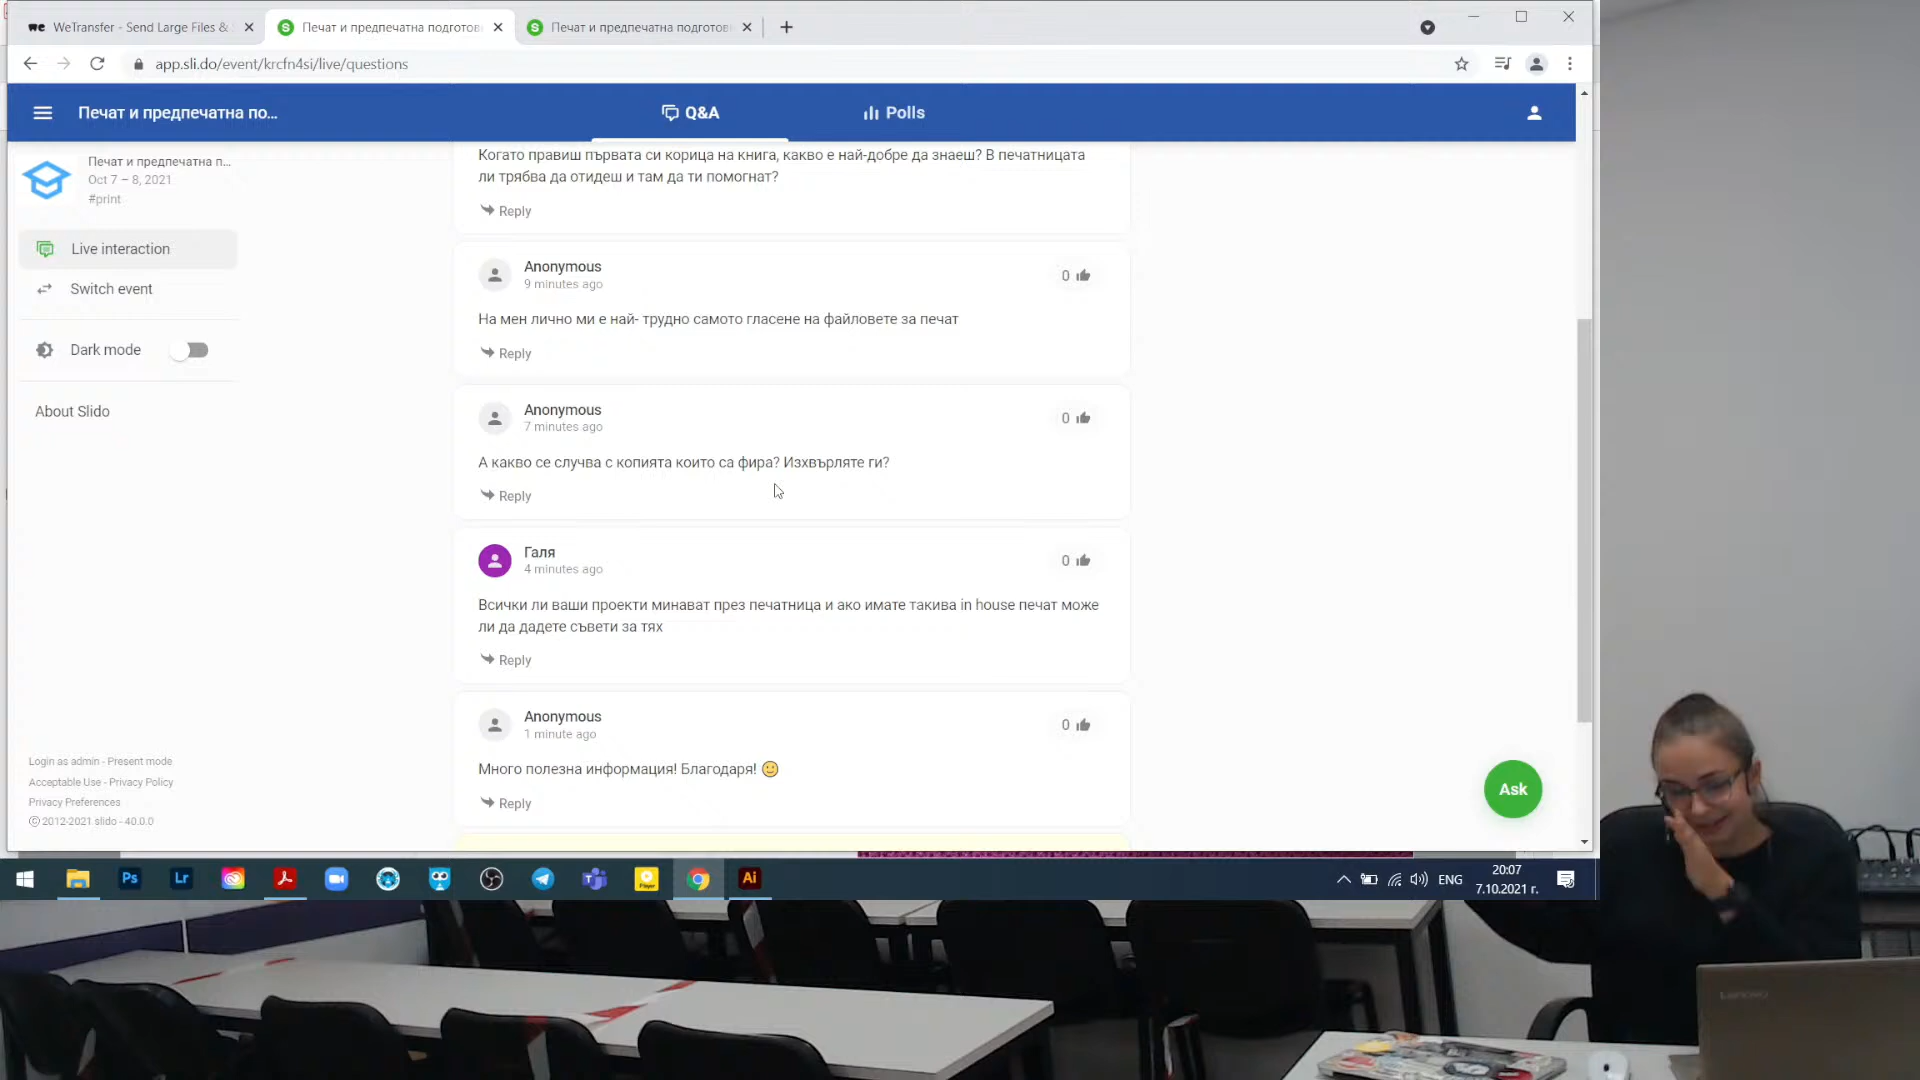 WeTransfer - Send Large Files &
Печат и предпечатна подготов
Печат и предпечатна подготов
app.sli.do/event/krcfn4si/live/questions
Печат и предпечатна по...
Q&A
Polls
Печат и предпечатна п...
Oct 7 – 8, 2021
#print
Live interaction
Switch event
Dark mode
About Slido
Login as admin - Present mode
Acceptable Use - Privacy Policy
Privacy Preferences
© 2012-2021 slido - 40.0.0
Когато правиш първата си корица на книга, какво е най-добре да знаеш? В печатницата
ли трябва да отидеш и там да ти помогнат?
Reply
Anonymous
0
9 minutes ago
На мен лично ми е най- трудно самото гласене на файловете за печат
Reply
Anonymous
0
7 minutes ago
А какво се случва с копията които са фира? Изхвърляте ги?
Reply
Галя
0
4 minutes ago
Всички ли ваши проекти минават през печатница и ако имате такива in house печат може
ли да дадете съвети за тях
Reply
Anonymous
0
1 minute ago
Много полезна информация! Благодаря! 🙂
Reply
Ask
Ps
Lr
Player
Ai
ENG
20:07
7.10.2021 г.
Lenovo